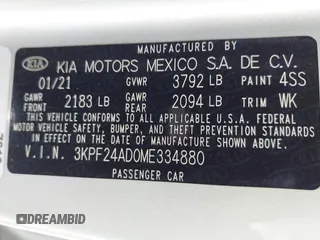 MANUFACTURED BY
KIA KIA MOTORS MEXICO S.A. DE C.V.
01/21 GVWR 3792 LB PAINT 4SS
GAWR FRONT 2183 LB GAWR REAR 2094 LB TRIM WK
THIS VEHICLE CONFORMS TO ALL APPLICABLE U.S.A. FEDERAL MOTOR
VEHICLE SAFETY, BUMPER, AND THEFT PREVENTION STANDARDS IN
EFFECT ON THE DATE OF MANUFACTURE SHOWN ABOVE.
V.I.N. 3KPF24AD0ME334880
PASSENGER CAR
DREAMBID